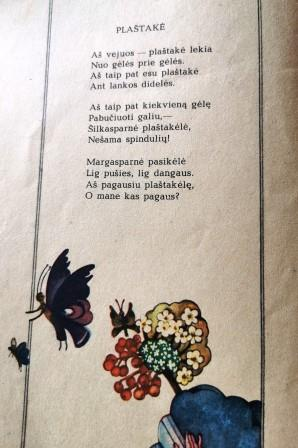 PLAŠTAKĖ
Aš vejuos — plaštakė lekia
Nuo gėlės prie gėlės.
Aš taip pat esu plaštakė
Ant lankos didelės.
Aš taip pat kiekvieną gėlę
Pabučiuoti galiu,—
Šilkasparnė plaštakėlė,
Nešama spindulių!
Margasparnė pasikėlė
Lig pušies, lig dangaus.
Aš pagausiu plaštakėlę,
O mane kas pagaus?